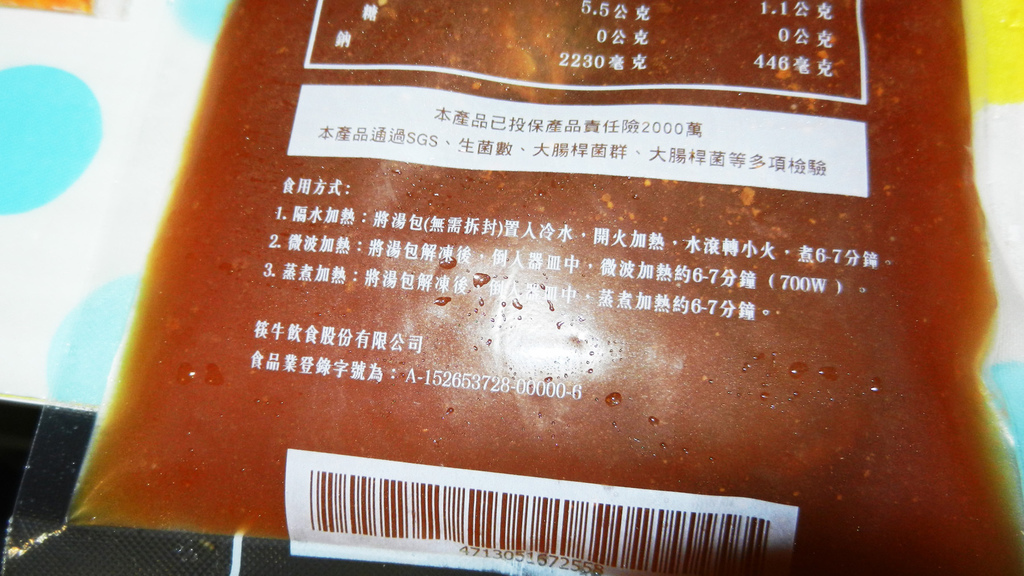 5.5公克 1.1公克
糖 0公克 0公克
鈉 2230毫克 446毫克
本產品已投保產品責任險2000萬
本產品通過SGS、生菌數、大腸桿菌群、大腸桿菌等多項檢驗
食用方式:
1. 隔水加熱：將湯包(無需拆封)置入冷水，開火加熱，水滾轉小火，煮6-7分鐘。
2. 微波加熱：將湯包解凍後，倒入器皿中，微波加熱約6-7分鐘（700W）。
3. 蒸煮加熱：將湯包解凍後，倒入器皿中，蒸煮加熱約6-7分鐘。
筷牛飲食股份有限公司
食品業登錄字號為：A-152653728-00000-6
4713051672558